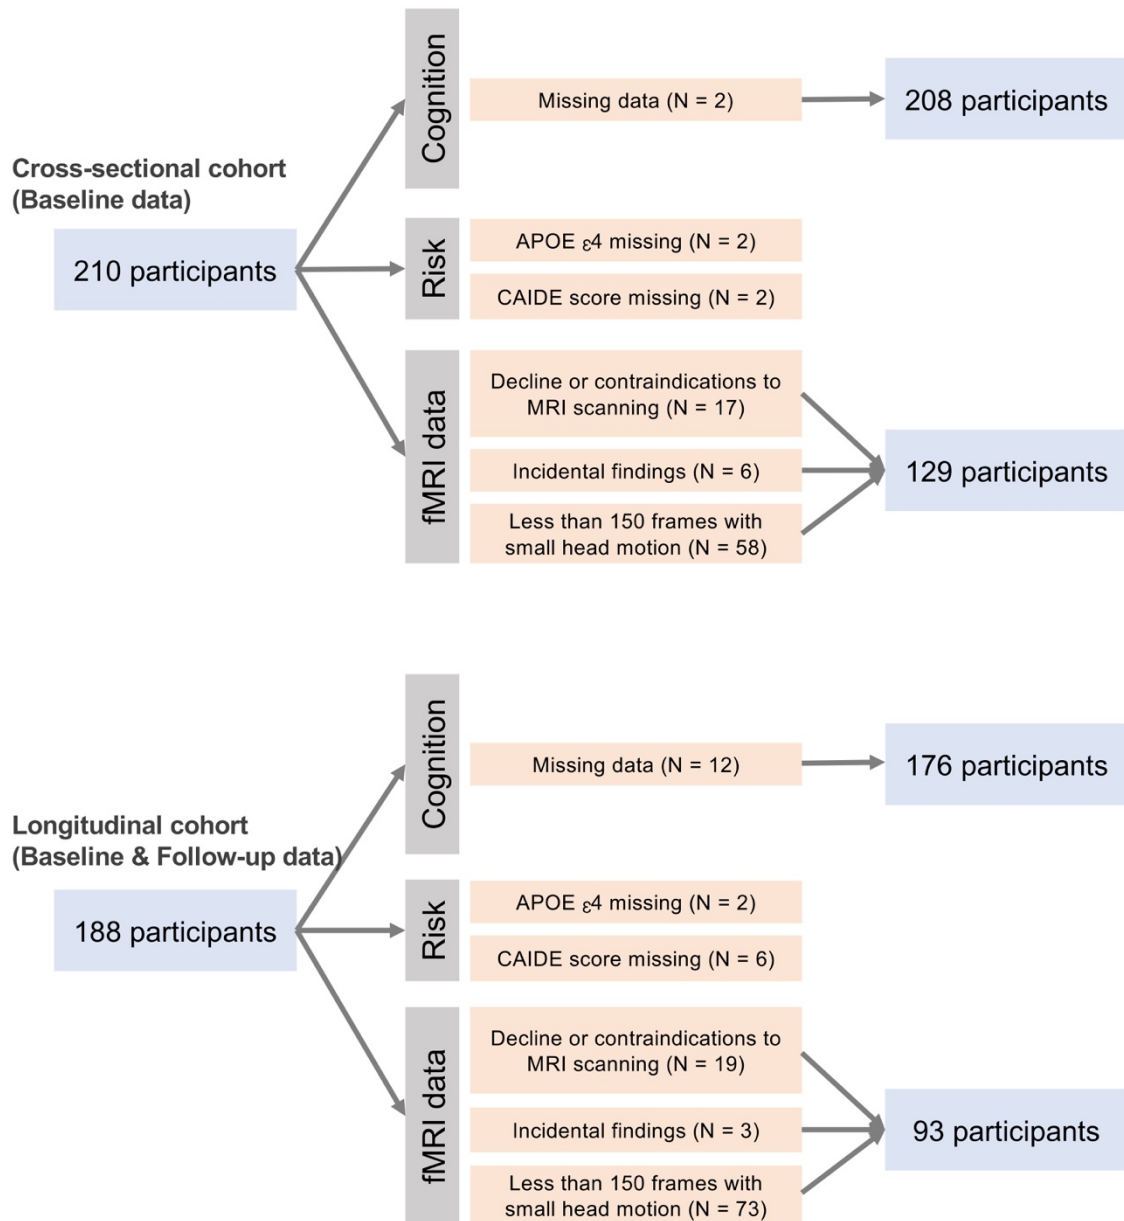 Cross-sectional cohort
(Baseline data)
210 participants
Cognition
Missing data (N = 2)
208 participants
Risk
APOE ε4 missing (N = 2)
CAIDE score missing (N = 2)
fMRI data
Decline or contraindications to
MRI scanning (N = 17)
Incidental findings (N = 6)
Less than 150 frames with
small head motion (N = 58)
129 participants
Longitudinal cohort
(Baseline & Follow-up data)
188 participants
Cognition
Missing data (N = 12)
176 participants
Risk
APOE ε4 missing (N = 2)
CAIDE score missing (N = 6)
fMRI data
Decline or contraindications to
MRI scanning (N = 19)
Incidental findings (N = 3)
Less than 150 frames with
small head motion (N = 73)
93 participants